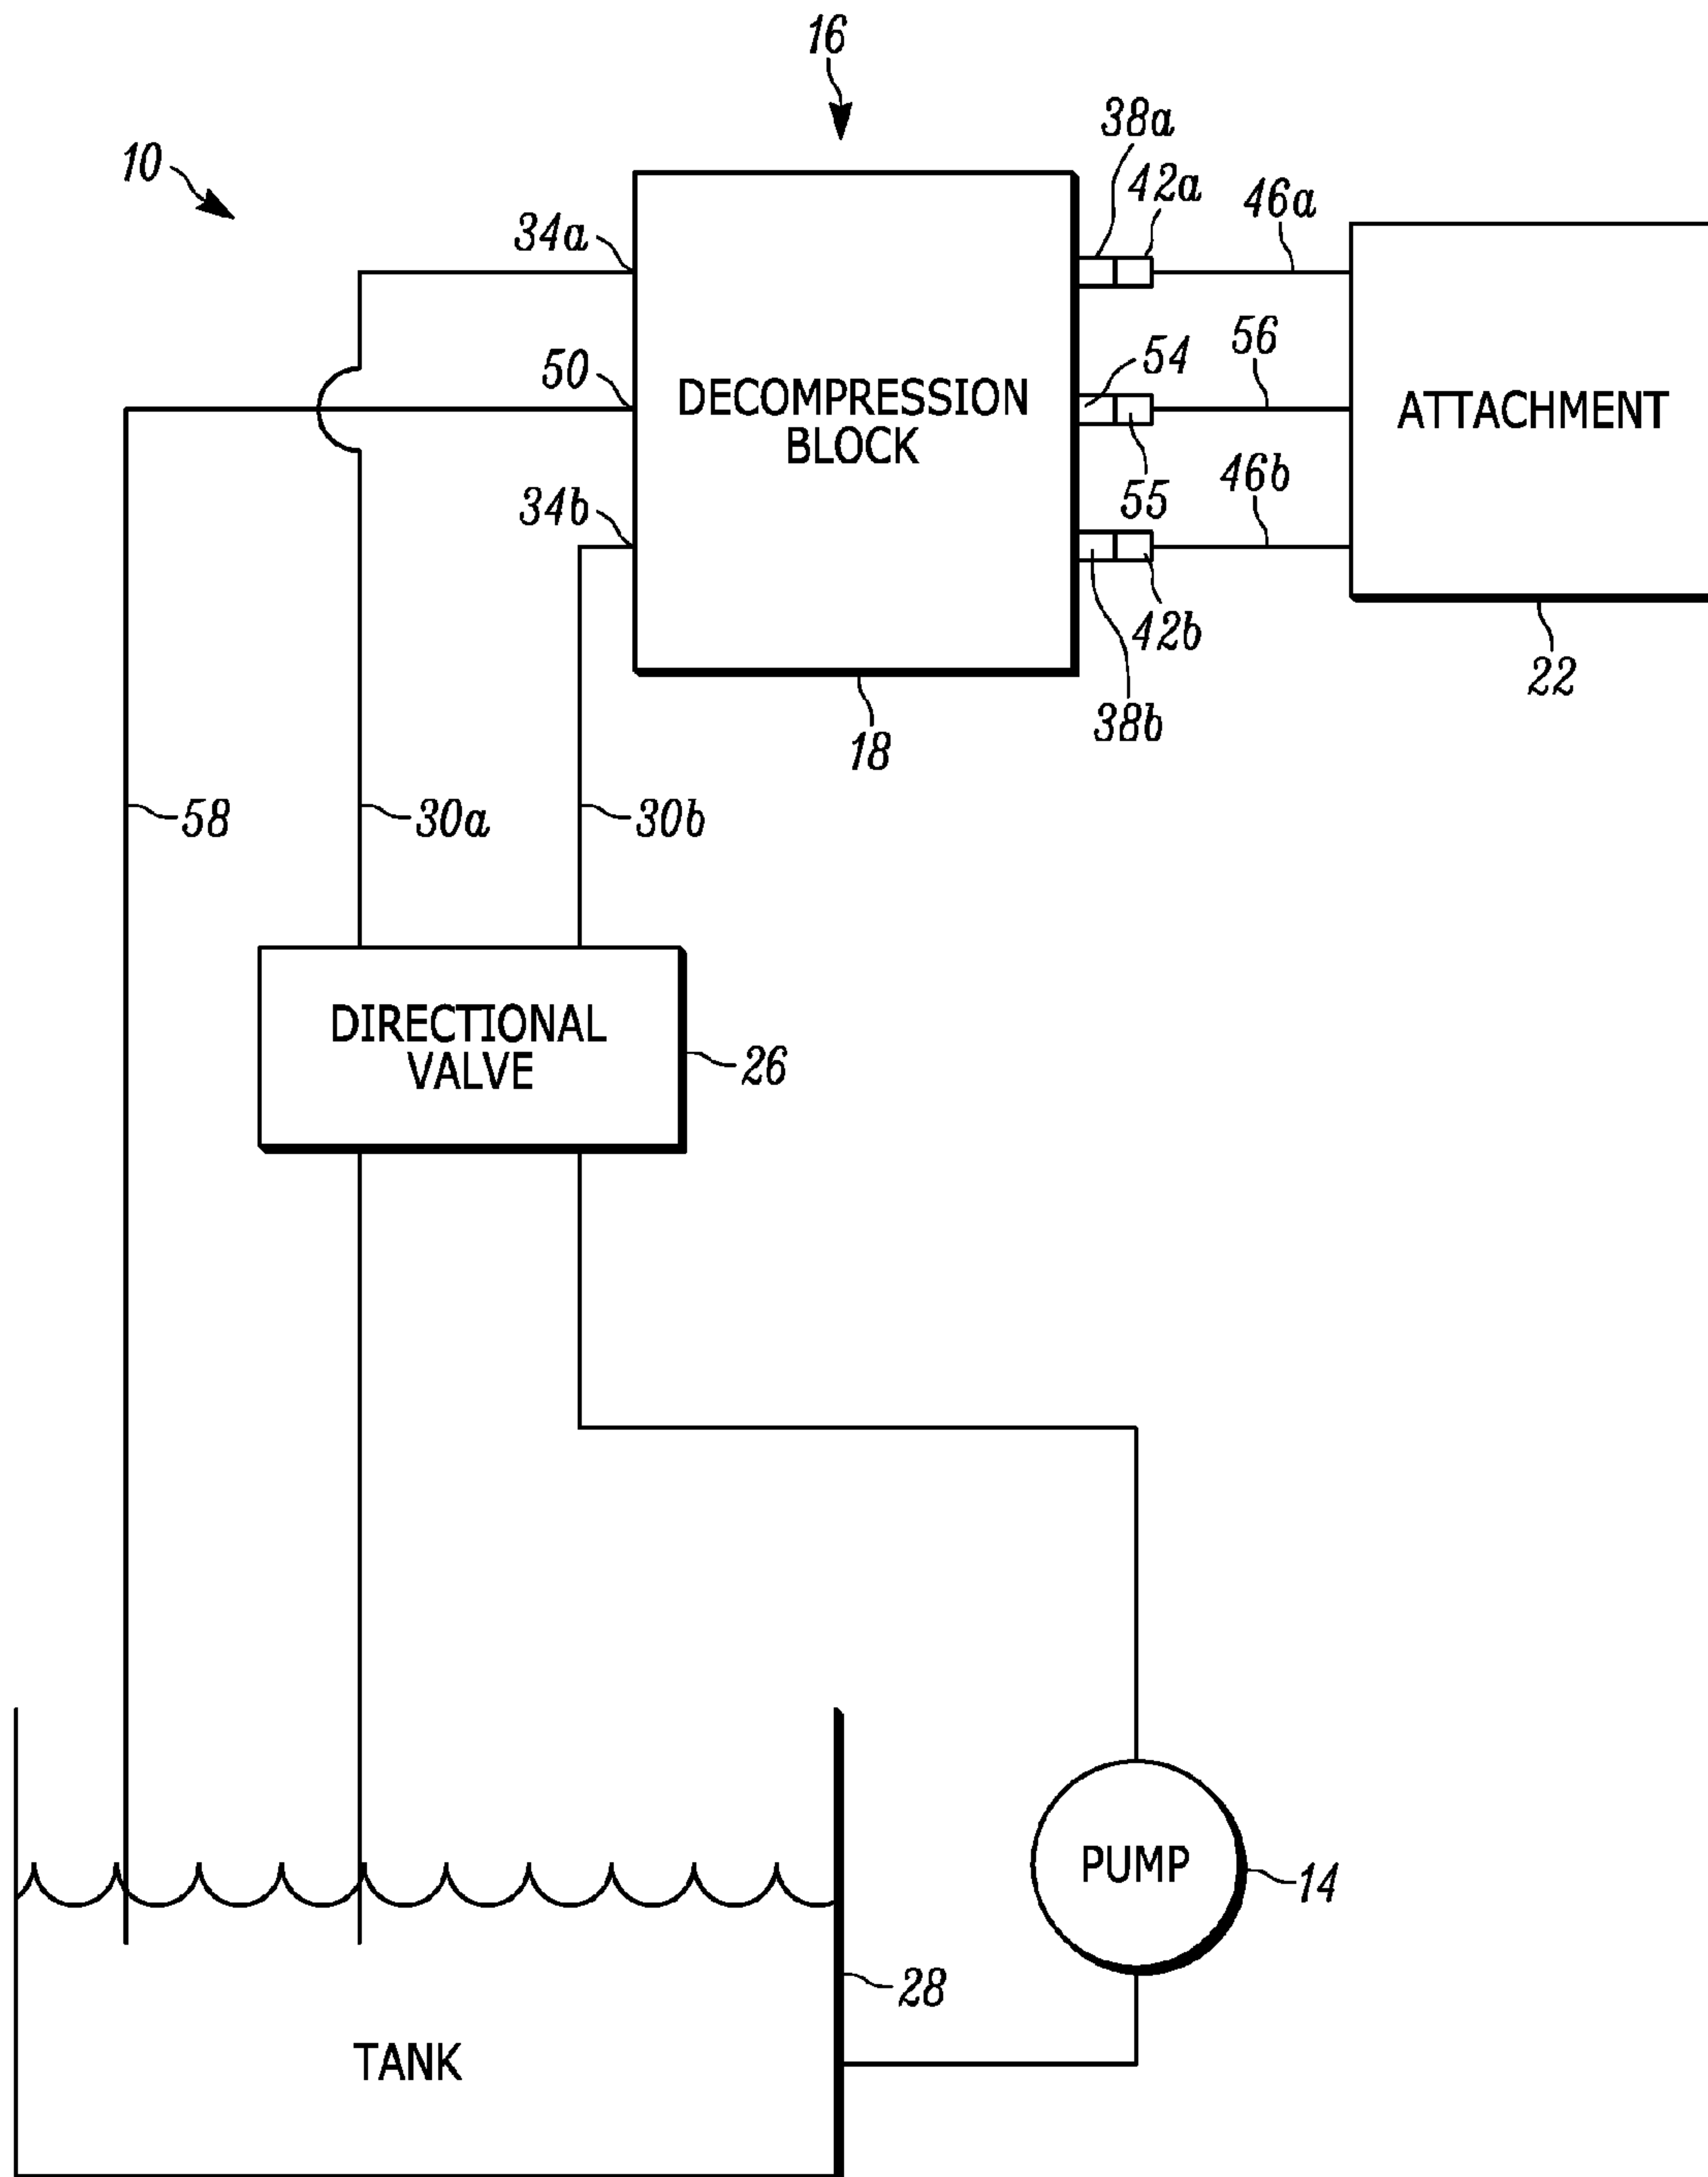 16
10
38a
42a
46a
34a
50
DECOMPRESSION
BLOCK
54
56
ATTACHMENT
34b
55
46b
42b
38b
18
22
58
30a
30b
DIRECTIONAL
VALVE
26
PUMP
14
28
TANK